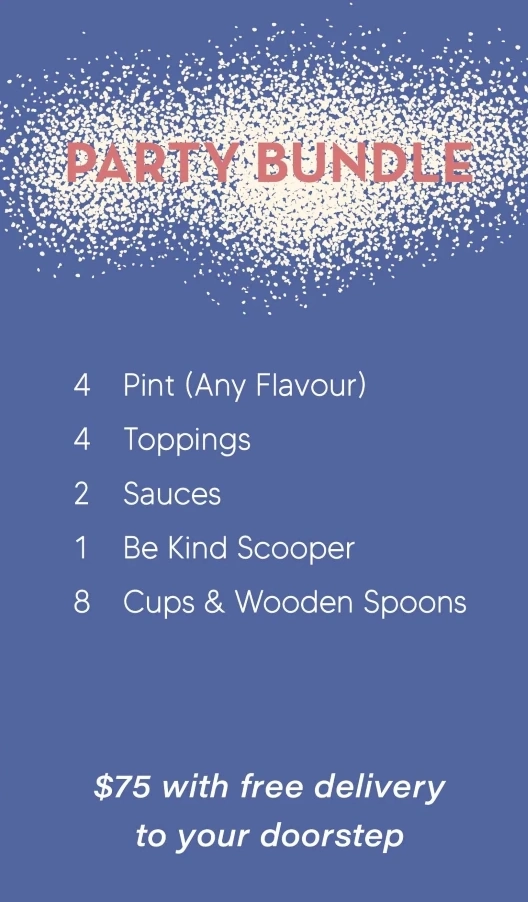 PARTY BUNDLE
4 Pint (Any Flavour)
4 Toppings
2 Sauces
1 Be Kind Scooper
8 Cups & Wooden Spoons
$75 with free delivery
to your doorstep